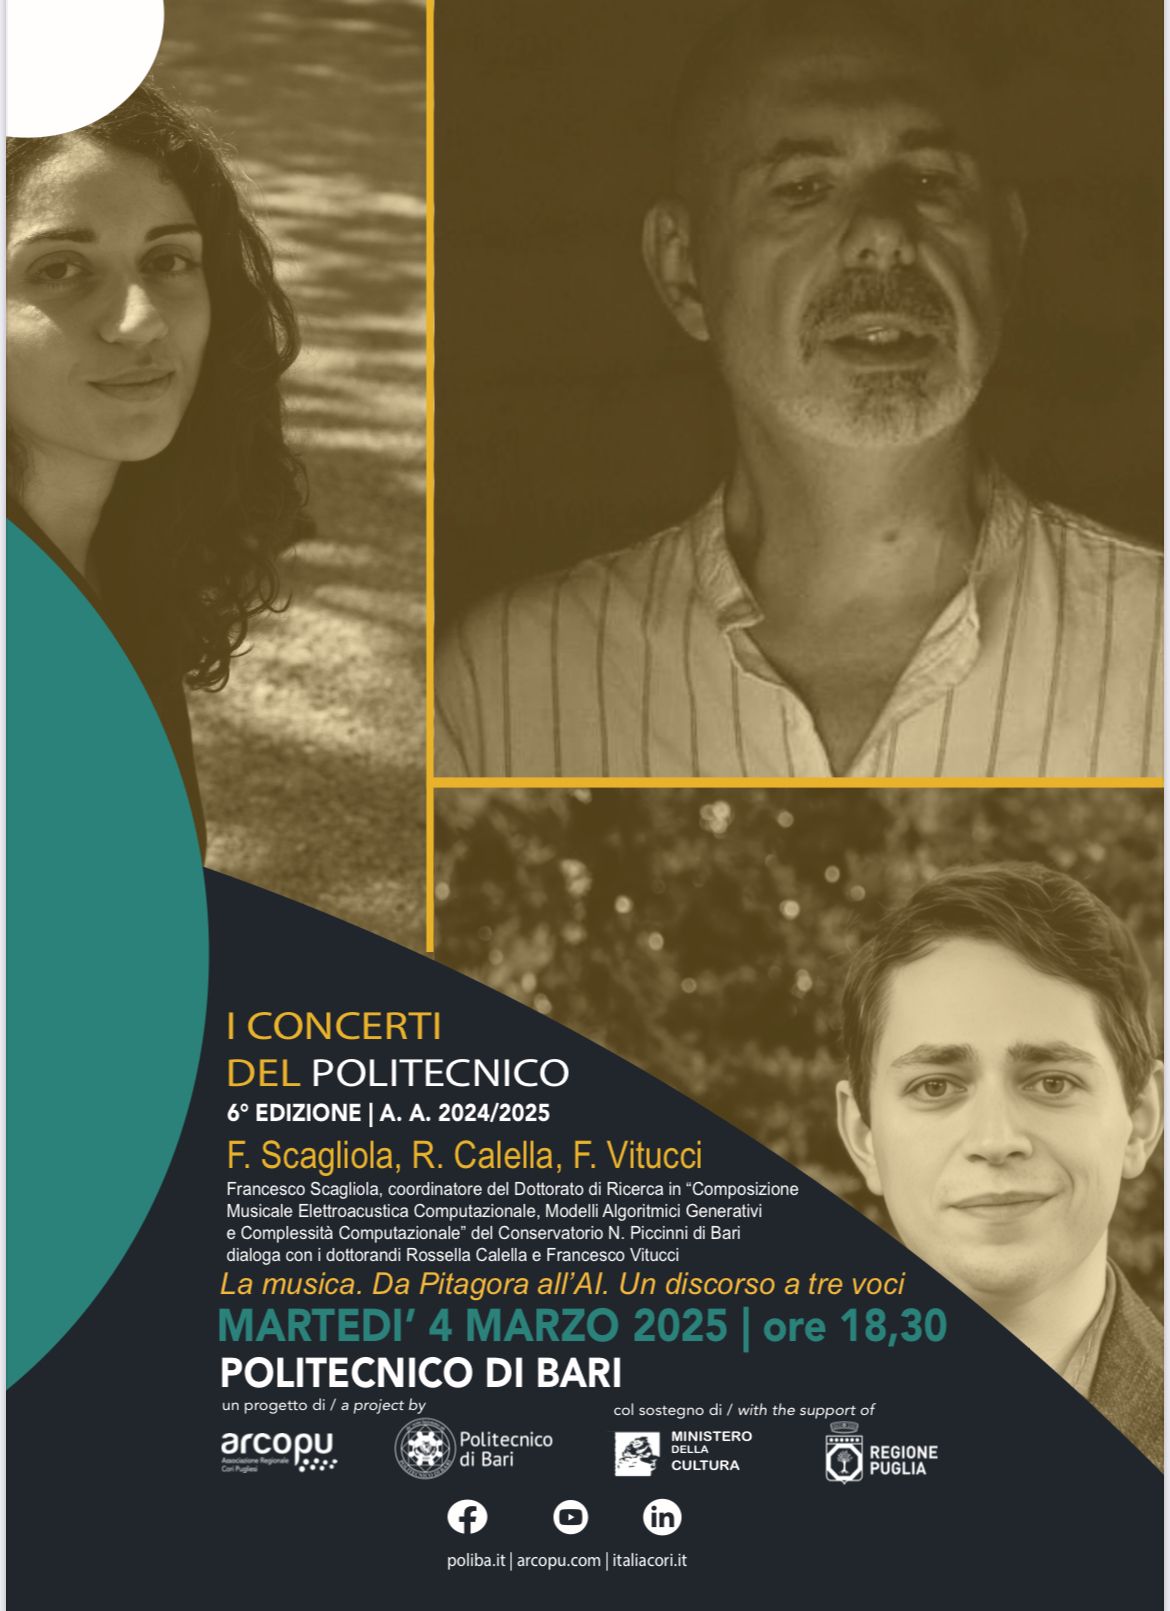 I CONCERTI
DEL POLITECNICO
6° EDIZIONE | A. A. 2024/2025
F. Scagliola, R. Calella, F. Vitucci
Francesco Scagliola, coordinatore del Dottorato di Ricerca in “Composizione
Musicale Elettroacustica Computazionale, Modelli Algoritmici Generativi
e Complessità Computazionale” del Conservatorio N. Piccinni di Bari
dialoga con i dottorandi Rossella Calella e Francesco Vitucci
La musica. Da Pitagora all’AI. Un discorso a tre voci
MARTEDI’ 4 MARZO 2025 | ore 18,30
POLITECNICO DI BARI
un progetto di / a project by
arcopu
Associazione Regionale
Cori Pugliesi
Politecnico
di Bari
col sostegno di / with the support of
MINISTERO
DELLA
CULTURA
REGIONE
PUGLIA
poliba.it | arcopu.com | italiacori.it